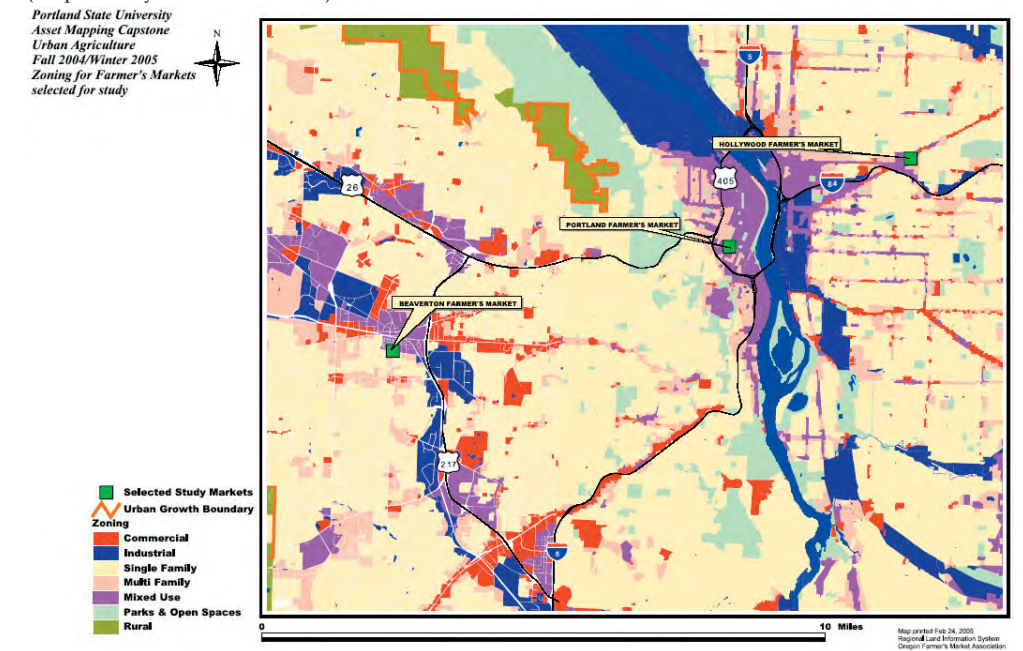 Portland State University
Asset Mapping Capstone
Urban Agriculture
Fall 2004/Winter 2005
Zoning for Farmer's Markets
selected for study
N
5
HOLLYWOOD FARMER'S MARKET
405
84
26
PORTLAND FARMER'S MARKET
BEAVERTON FARMER'S MARKET
217
5
Selected Study Markets
Urban Growth Boundary
Zoning
Commercial
Industrial
Single Family
Multi Family
Mixed Use
Parks & Open Spaces
Rural
0 10 Miles
Map printed Feb 24, 2005
Regional Land Information System
Oregon Farmer's Market Association